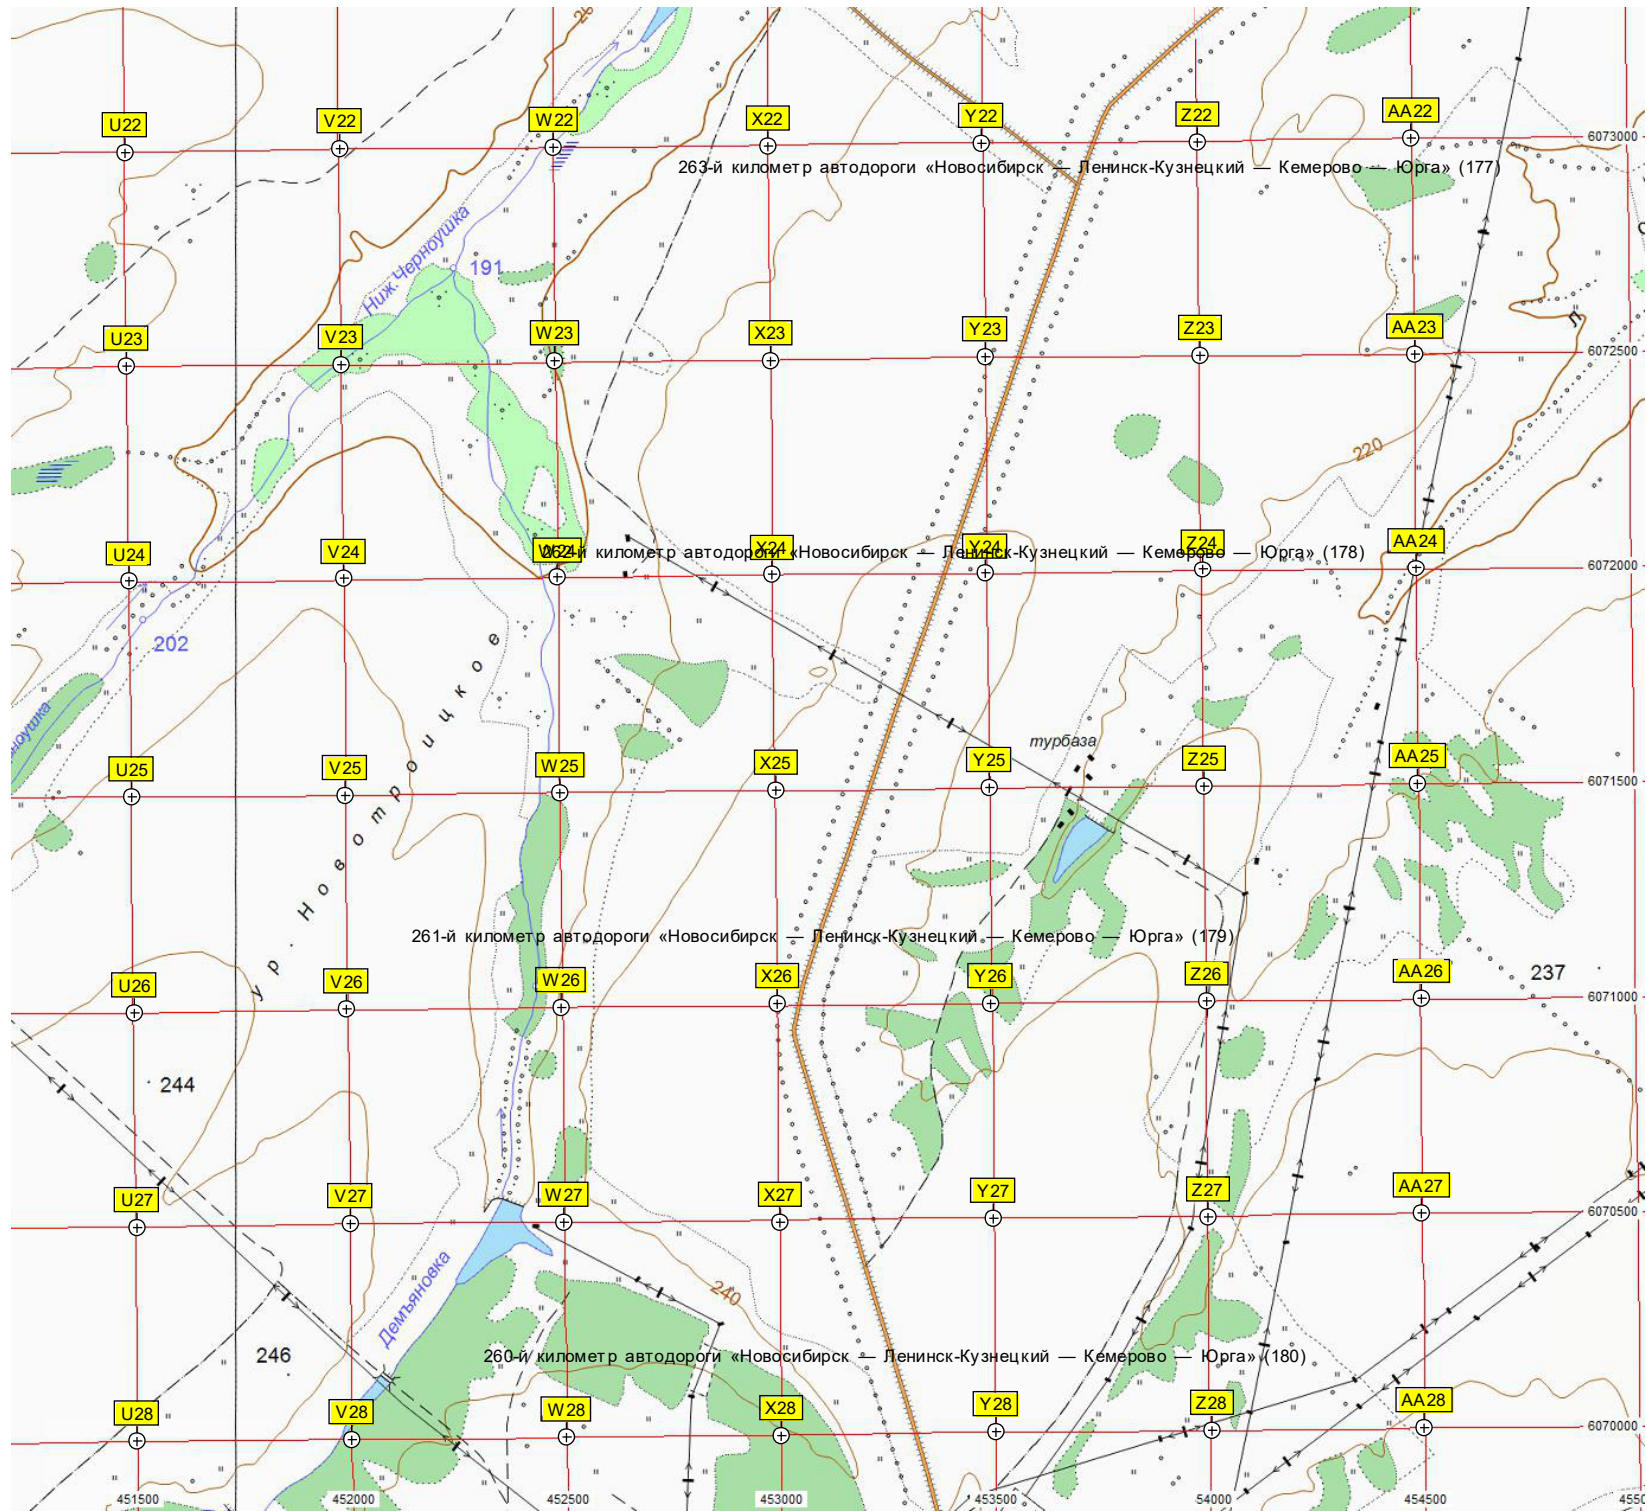 U22 V22 W22 X22 Y22 Z22 AA22
6073000
263-й километр автодороги «Новосибирск — Ленинск-Кузнецкий — Кемерово — Юрга» (177)
Ниж. Черноушка
191
U23 V23 W23 X23 Y23 Z23 AA23
6072500
220
U24 V24 W24 X24 Y24 Z24 AA24
262-й километр автодороги «Новосибирск — Ленинск-Кузнецкий — Кемерово — Юрга» (178)
6072000
202
ур. Новотроицкое
турбаза
U25 V25 W25 X25 Y25 Z25 AA25
6071500
261-й километр автодороги «Новосибирск — Ленинск-Кузнецкий — Кемерово — Юрга» (179)
U26 V26 W26 X26 Y26 Z26 AA26
237
6071000
244
U27 V27 W27 X27 Y27 Z27 AA27
6070500
Демъяновка
240
246
260-й километр автодороги «Новосибирск — Ленинск-Кузнецкий — Кемерово — Юрга» (180)
U28 V28 W28 X28 Y28 Z28 AA28
6070000
451500 452000 452500 453000 453500 54000 454500